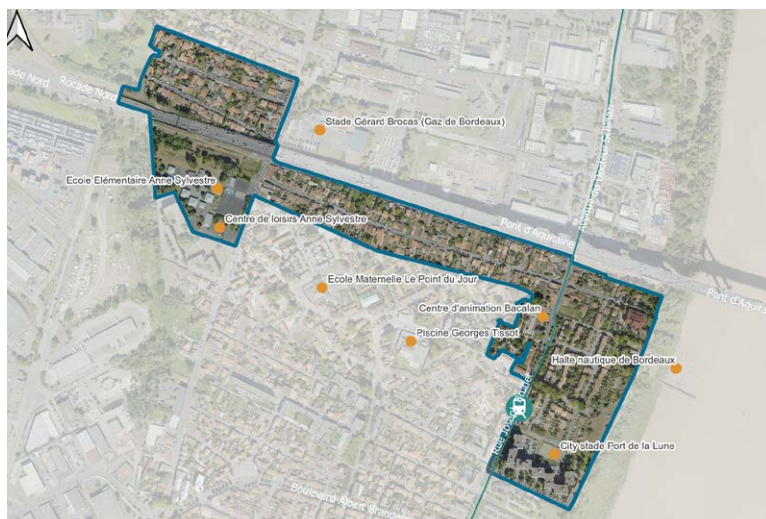 Rocade Nord
Stade Gérard Brocas (Gaz de Bordeaux)
Ecole Elémentaire Anne Sylvestre
Centre de loisirs Anne Sylvestre
Pont d'Aquitaine
Ecole Maternelle Le Point du Jour
Centre d'animation Bacalan
Pont d'Aquita
Piscine Georges Tissot
Halte nautique de Bordeaux
City stade Port de la Lune
Boulevard Albert Brandenb